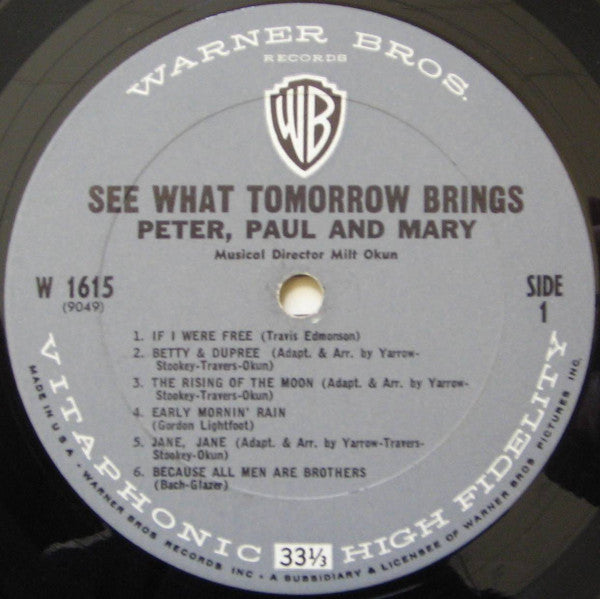 WARNER BROS.
RECORDS
WB
SEE WHAT TOMORROW BRINGS
PETER, PAUL AND MARY
Musical Director Milt Okun
W 1615
(9049)
SIDE
1
1. IF I WERE FREE (Travis Edmonson)
2. BETTY & DUPREE (Adapt. & Arr. by Yarrow-
Stookey-Travers-Okun)
3. THE RISING OF THE MOON (Adapt. & Arr. by Yarrow-
Stookey-Travers-Okun)
4. EARLY MORNIN' RAIN
(Gordon Lightfoot)
5. JANE, JANE (Adapt. & Arr. by Yarrow-Travers-
Stookey-Okun)
6. BECAUSE ALL MEN ARE BROTHERS
(Bach-Glazer)
VITAPHONIC 33⅓ HIGH FIDELITY
MADE IN U.S.A. • WARNER BROS. RECORDS INC. • A SUBSIDIARY & LICENSEE OF WARNER BROS. PICTURES INC.